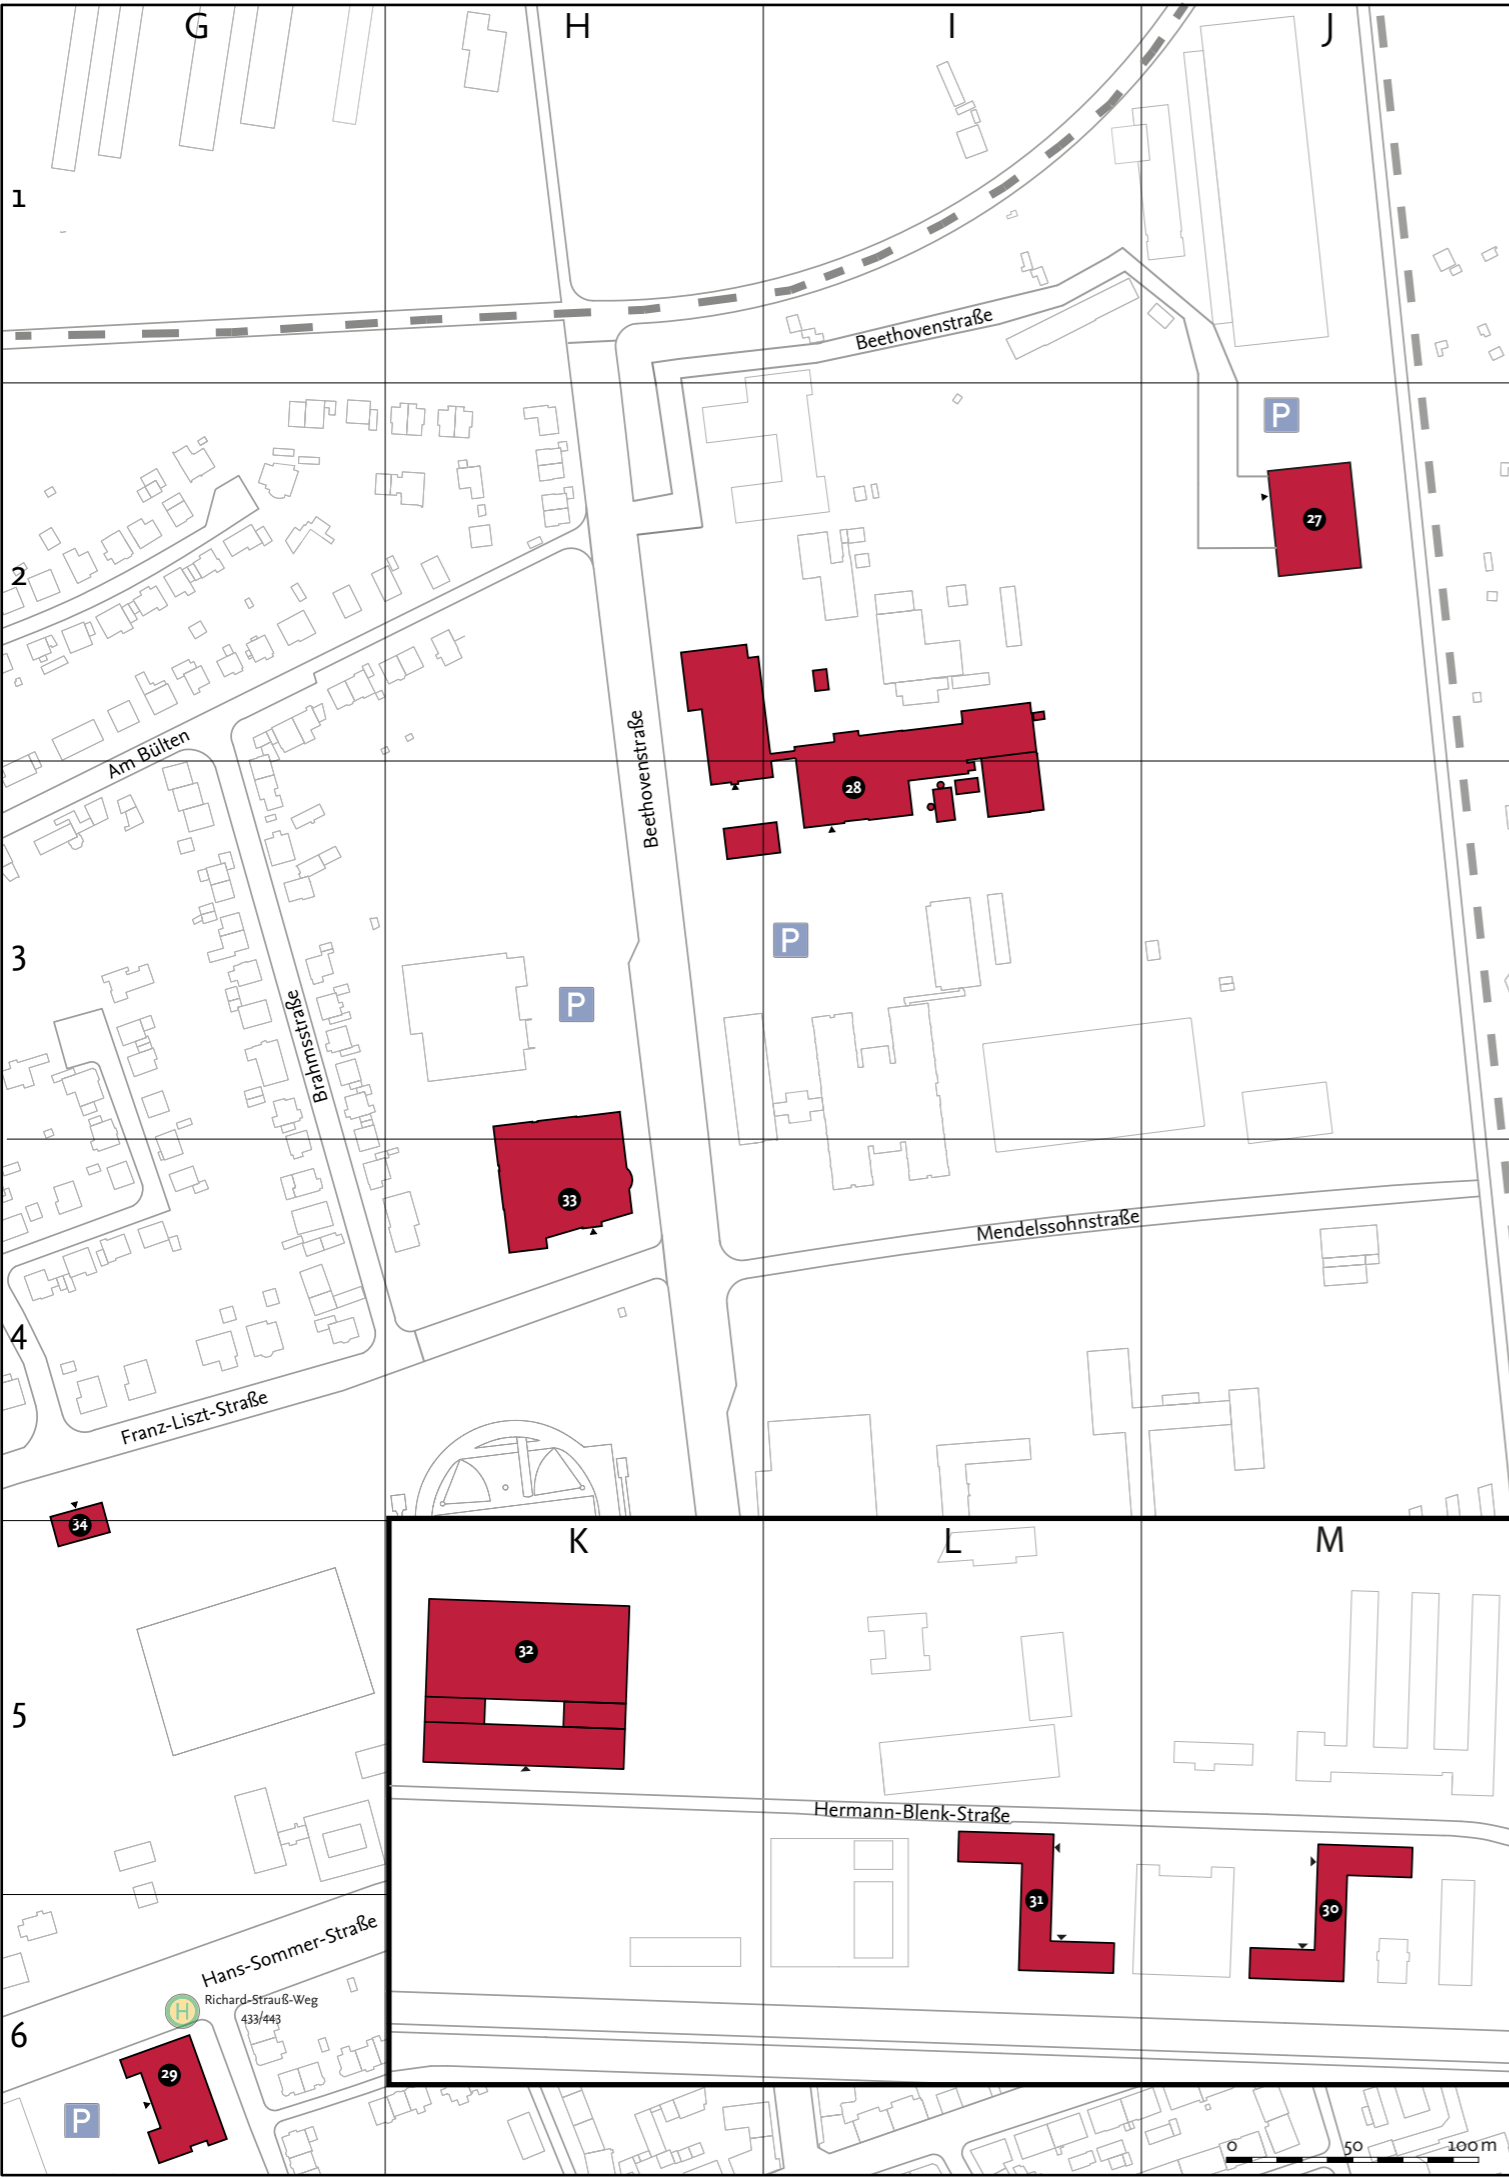 G H I J
1
Beethovenstraße
P
27
2
Am Bülten
Beethovenstraße
28
P
3
P
Brahmsstraße
33
Mendelssohnstraße
4
Franz-Liszt-Straße
34
K L M
32
5
Hermann-Blenk-Straße
31
30
Hans-Sommer-Straße
H
Richard-Strauß-Weg
433/443
6
29
P
0 50 100 m